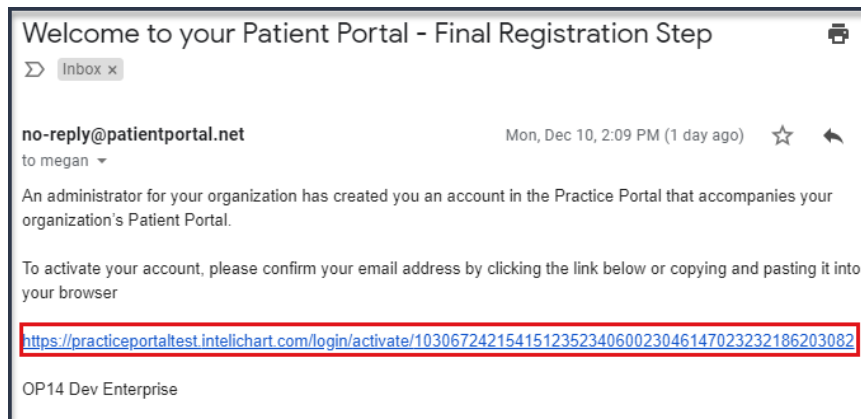 Welcome to your Patient Portal - Final Registration Step
Inbox x
no-reply@patientportal.net Mon, Dec 10, 2:09 PM (1 day ago)
to megan
An administrator for your organization has created you an account in the Practice Portal that accompanies your
organization's Patient Portal.
To activate your account, please confirm your email address by clicking the link below or copying and pasting it into
your browser
https://practiceportaltest.intelichart.com/login/activate/103067242154151235234060023046147023232186203082
OP14 Dev Enterprise